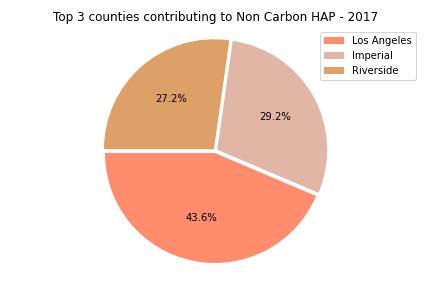 Top 3 counties contributing to Non Carbon HAP - 2017
Los Angeles
Imperial
Riverside
27.2%
29.2%
43.6%